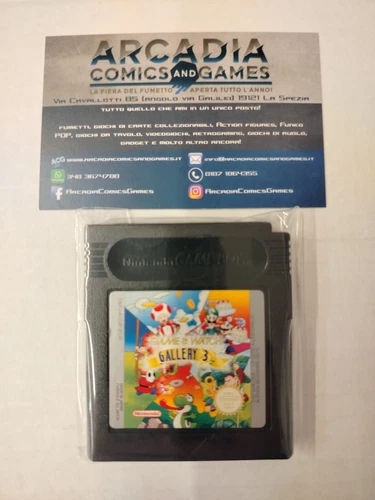 ARCADIA
COMICS AND GAMES
LA FIERA DEL FUMETTO APERTA TUTTO L'ANNO!
Via Cavallotti 85 (angolo via Galilei) 19121 La Spezia
tutto quello che ami in un unico posto!
fumetti, giochi di carte collezionabili, Action figures, Funko
POP, giochi da tavolo, videogiochi, retrogaming, giochi di ruolo,
gadget e molto altro ancora!
www.arcadiacomicsandgames.it
info@arcadiacomicsandgames.it
ArcadiaComicsGames
ArcadiaComicsGames
Nintendo GAME BOY
GAME & WATCH
GALLERY 3
Nintendo